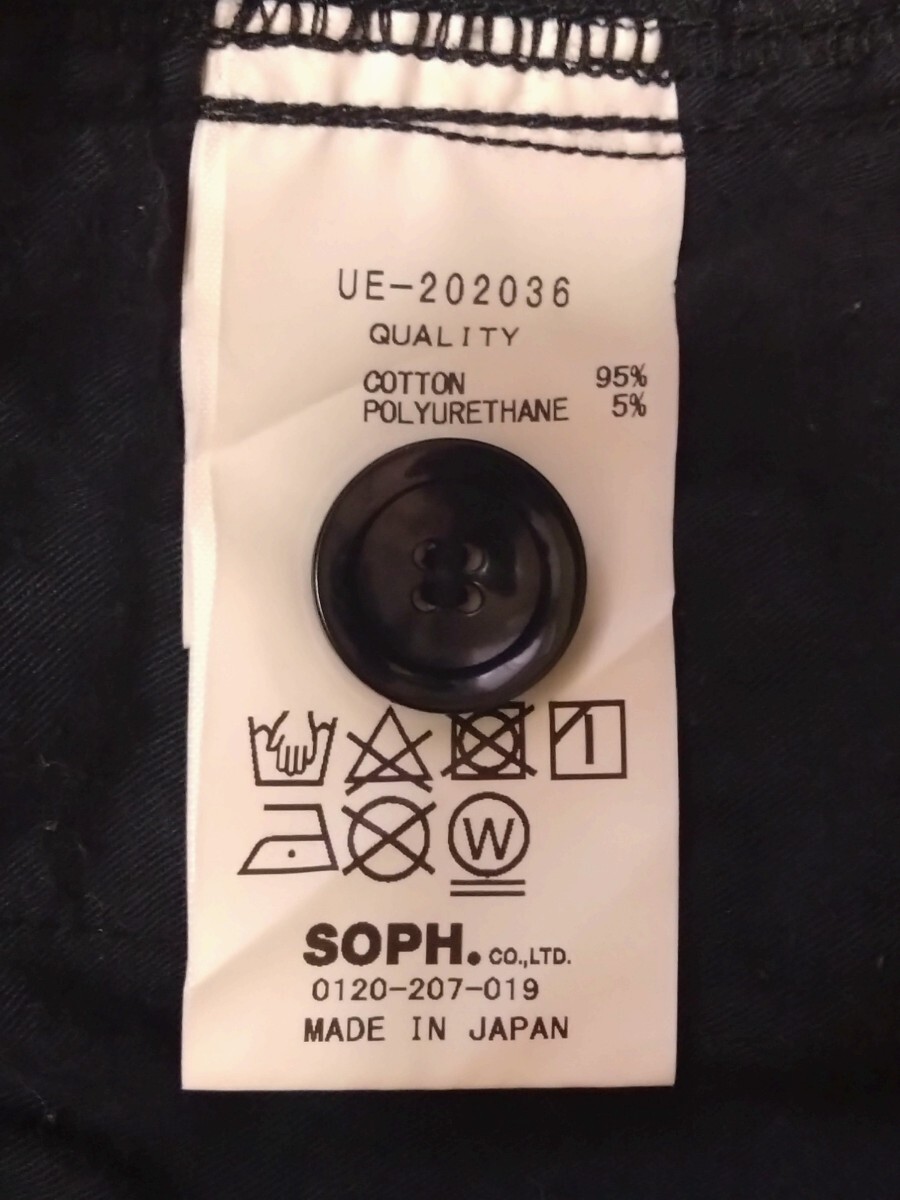 UE-202036
QUALITY
COTTON 95%
POLYURETHANE 5%
W
SOPH. CO.,LTD.
0120-207-019
MADE IN JAPAN